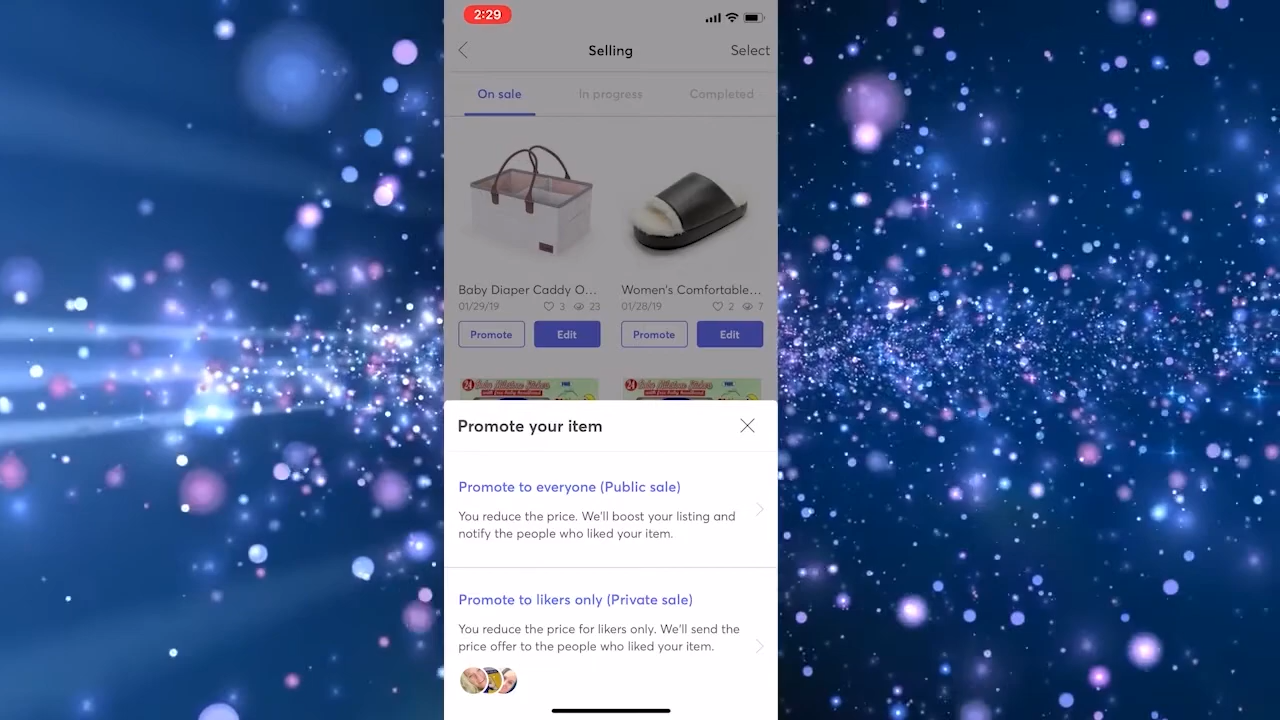 2:29
Selling
Select
On sale
In progress
Completed
Baby Diaper Caddy O...
Women's Comfortable...
01/29/19
3
23
01/28/19
2
7
Promote
Edit
Promote
Edit
24
24
Promote your item
Promote to everyone (Public sale)
You reduce the price. We'll boost your listing and
notify the people who liked your item.
Promote to likers only (Private sale)
You reduce the price for likers only. We'll send the
price offer to the people who liked your item.